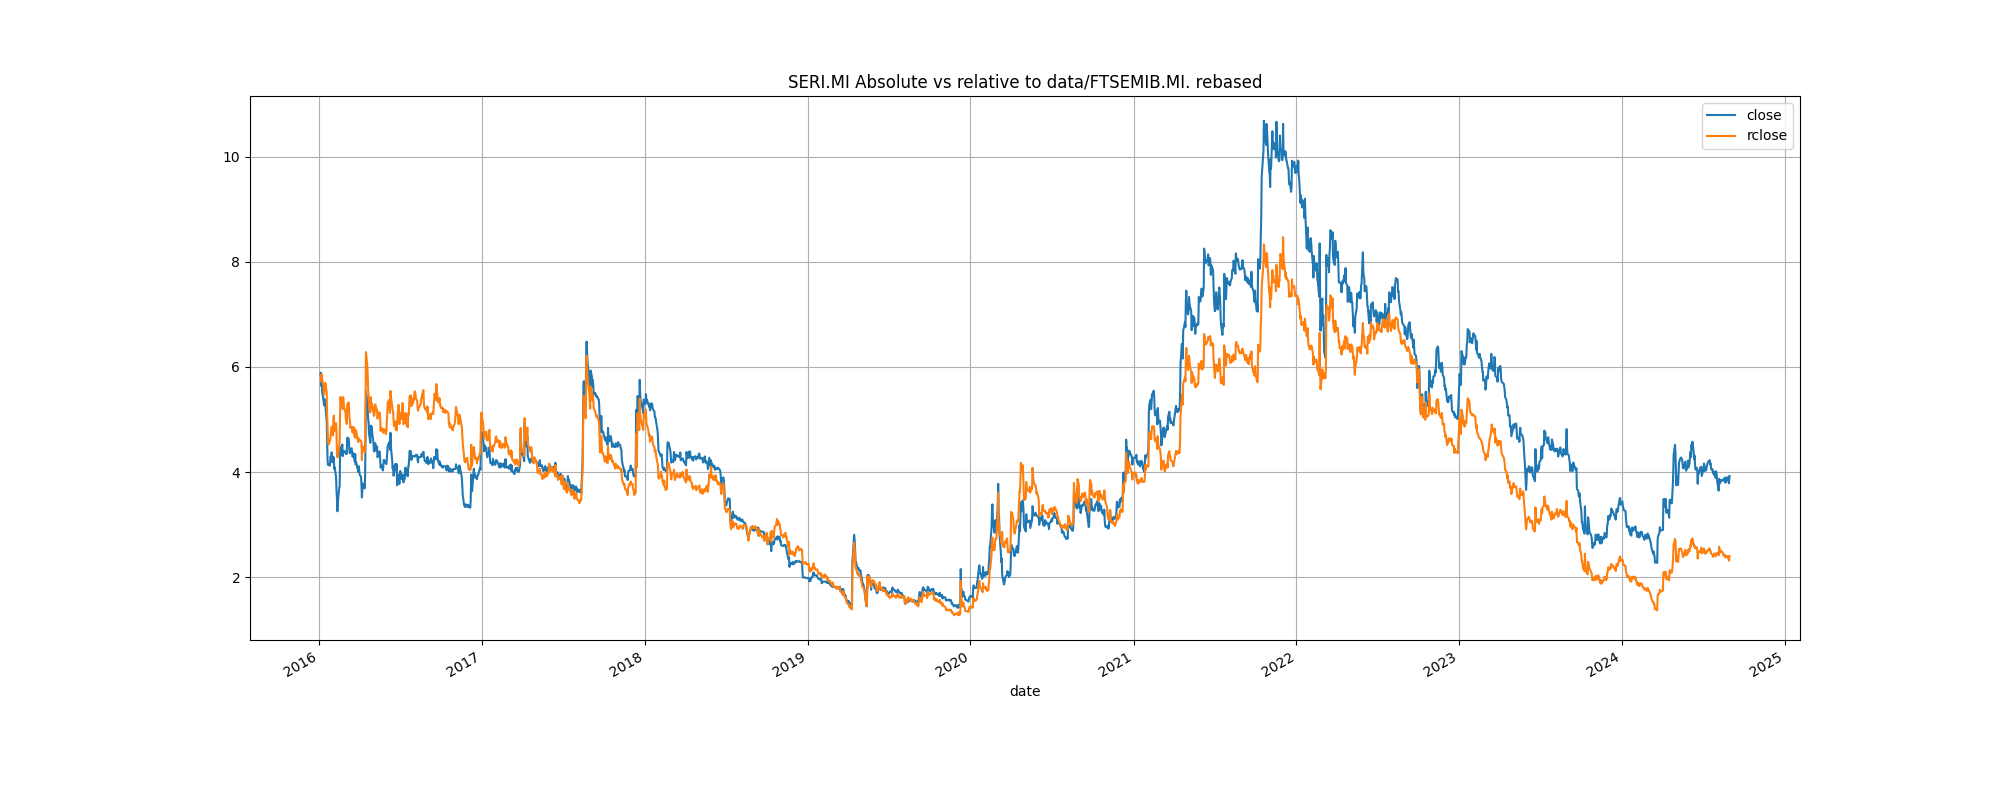 SERI.MI Absolute vs relative to data/FTSEMIB.MI. rebased
close
rclose
10
8
6
4
2
2016 2017 2018 2019 2020 2021 2022 2023 2024 2025
date